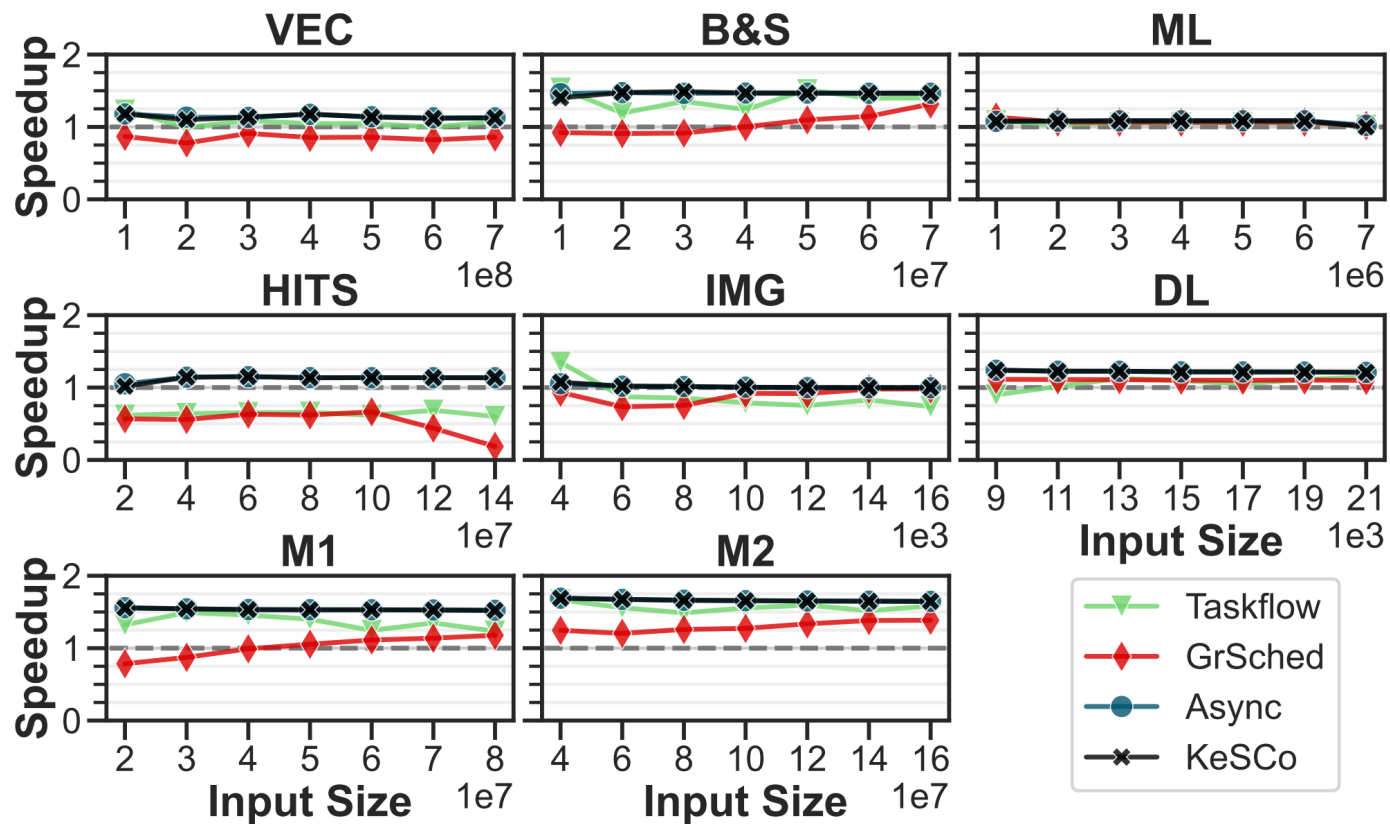 VEC
B&S
ML
Speedup
2
1
0
1 2 3 4 5 6 7
1e8
1 2 3 4 5 6 7
1e7
1 2 3 4 5 6 7
1e6
HITS
IMG
DL
Speedup
2
1
0
2 4 6 8 10 12 14
1e7
4 6 8 10 12 14 16
1e3
9 11 13 15 17 19 21
1e3
Input Size
M1
M2
Speedup
2
1
0
2 3 4 5 6 7 8
1e7
Input Size
4 6 8 10 12 14 16
1e7
Input Size
Taskflow
GrSched
Async
KeSCo